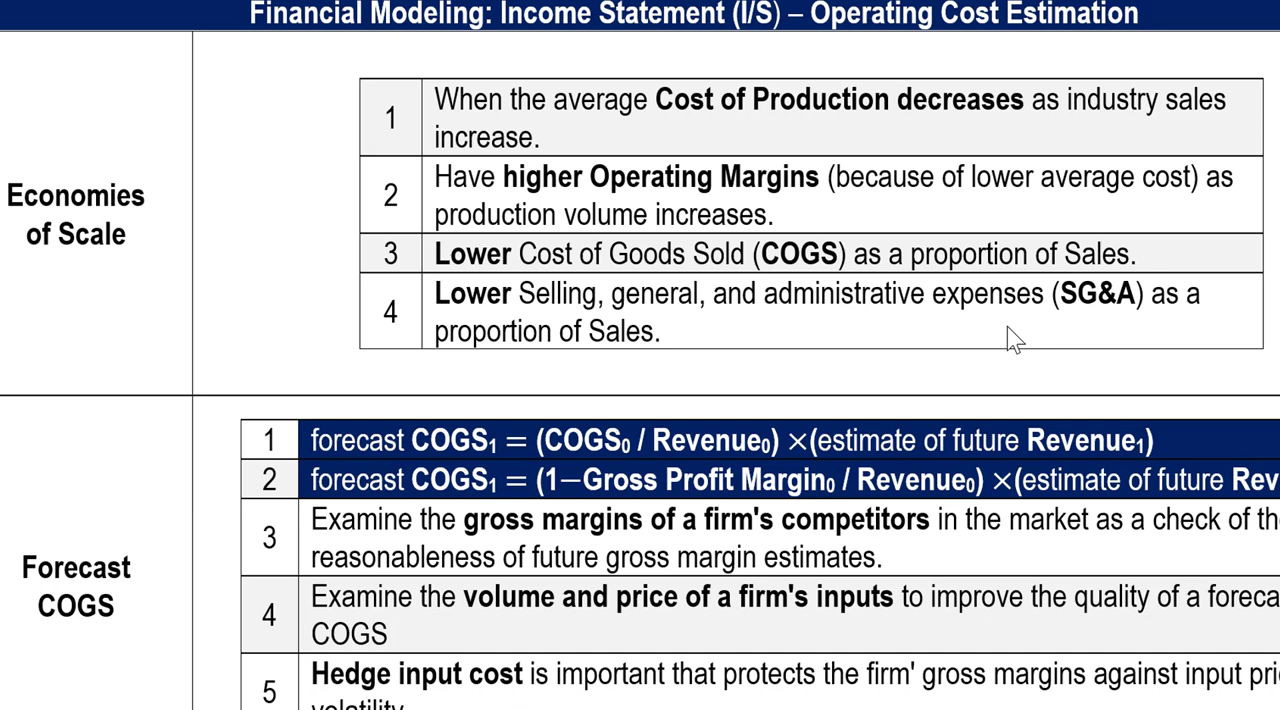 Financial Modeling: Income Statement (I/S) – Operating Cost Estimation
Economies
of Scale
1
When the average Cost of Production decreases as industry sales
increase.
2
Have higher Operating Margins (because of lower average cost) as
production volume increases.
3
Lower Cost of Goods Sold (COGS) as a proportion of Sales.
4
Lower Selling, general, and administrative expenses (SG&A) as a
proportion of Sales.
Forecast
COGS
1
forecast COGS₁ = (COGS₀ / Revenue₀) ×(estimate of future Revenue₁)
2
forecast COGS₁ = (1−Gross Profit Margin₀ / Revenue₀) ×(estimate of future Rev
3
Examine the gross margins of a firm's competitors in the market as a check of th
reasonableness of future gross margin estimates.
4
Examine the volume and price of a firm's inputs to improve the quality of a foreca
COGS
5
Hedge input cost is important that protects the firm' gross margins against input pri
volatility